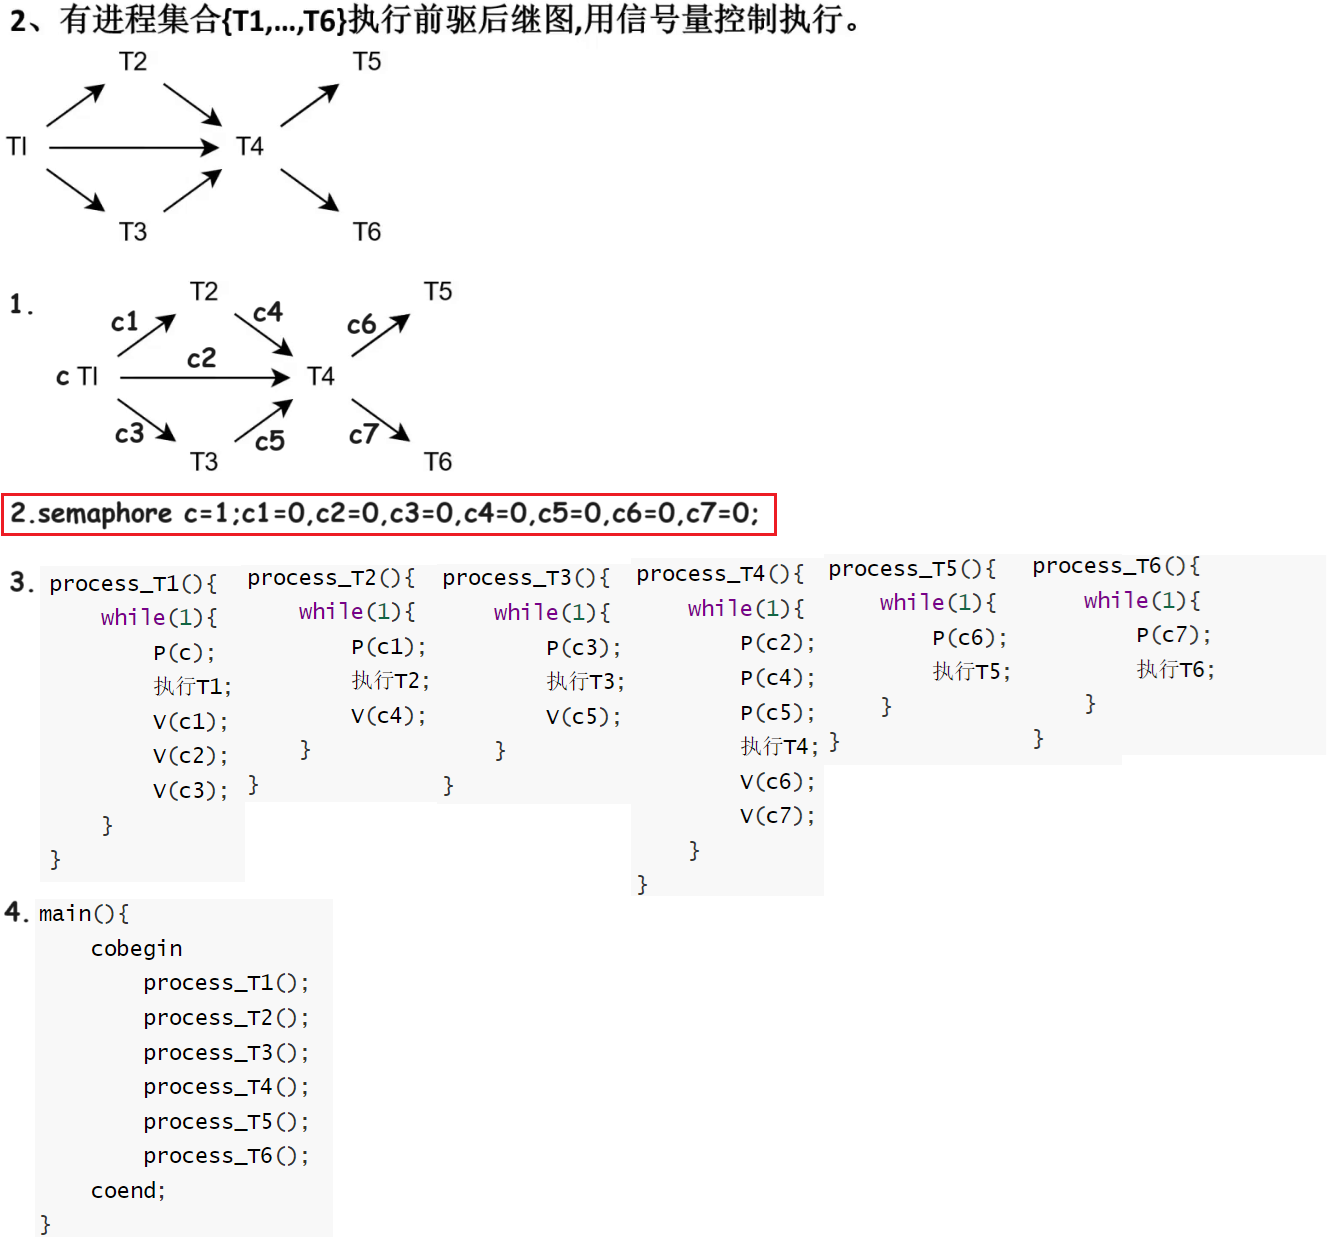 2、有进程集合{T1,...,T6}执行前驱后继图,用信号量控制执行。
T2 T5
TI T4
T3 T6
1.
T2 T5
c1 c4 c6
c2
c TI T4
c3 c5 c7
T3 T6
2.semaphore c=1;c1=0,c2=0,c3=0,c4=0,c5=0,c6=0,c7=0;
3.
process_T1(){
while(1){
P(c);
执行T1;
V(c1);
V(c2);
V(c3);
}
}
process_T2(){
while(1){
P(c1);
执行T2;
V(c4);
}
}
process_T3(){
while(1){
P(c3);
执行T3;
V(c5);
}
}
process_T4(){
while(1){
P(c2);
P(c4);
P(c5);
执行T4;
V(c6);
V(c7);
}
}
process_T5(){
while(1){
P(c6);
执行T5;
}
}
process_T6(){
while(1){
P(c7);
执行T6;
}
}
4.
main(){
cobegin
process_T1();
process_T2();
process_T3();
process_T4();
process_T5();
process_T6();
coend;
}